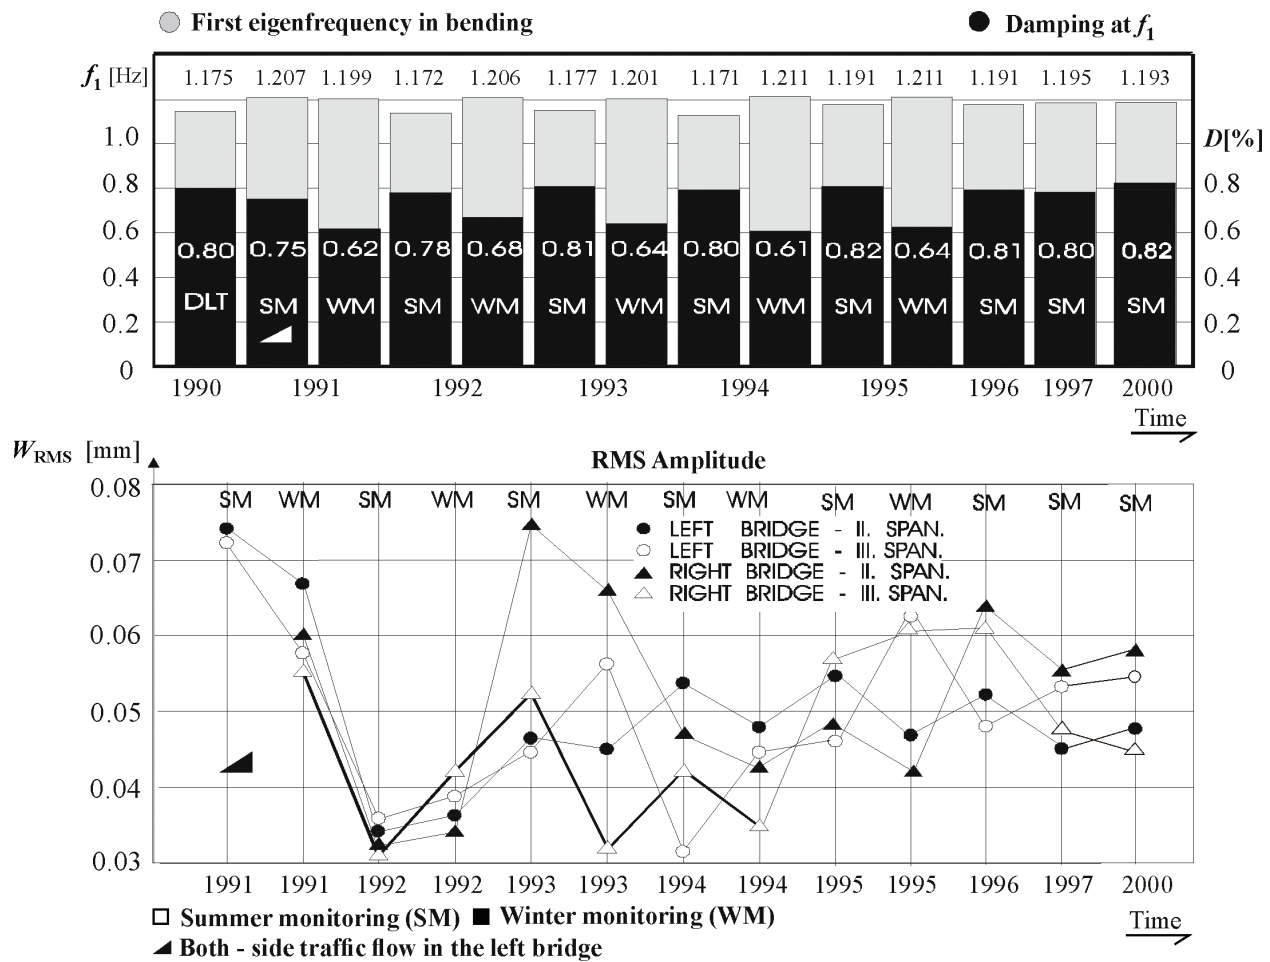 First eigenfrequency in bending Damping at f1
f1 [Hz] 1.175 1.207 1.199 1.172 1.206 1.177 1.201 1.171 1.211 1.191 1.211 1.191 1.195 1.193
1.0 D[%]
0.8 0.8
0.6 0.80 0.75 0.62 0.78 0.68 0.81 0.64 0.80 0.61 0.82 0.64 0.81 0.80 0.82 0.6
0.4 0.4
DLT SM WM SM WM SM WM SM WM SM WM SM SM SM
0.2 0.2
0 0
1990 1991 1992 1993 1994 1995 1996 1997 2000
Time
WRMS [mm]
RMS Amplitude
0.08 SM WM SM WM SM WM SM WM SM WM SM SM SM
LEFT BRIDGE - II. SPAN.
LEFT BRIDGE - III. SPAN.
0.07
RIGHT BRIDGE - II. SPAN.
RIGHT BRIDGE - III. SPAN.
0.06
0.05
0.04
0.03
1991 1991 1992 1992 1993 1993 1994 1994 1995 1995 1996 1997 2000
Summer monitoring (SM) Winter monitoring (WM)
Time
Both - side traffic flow in the left bridge